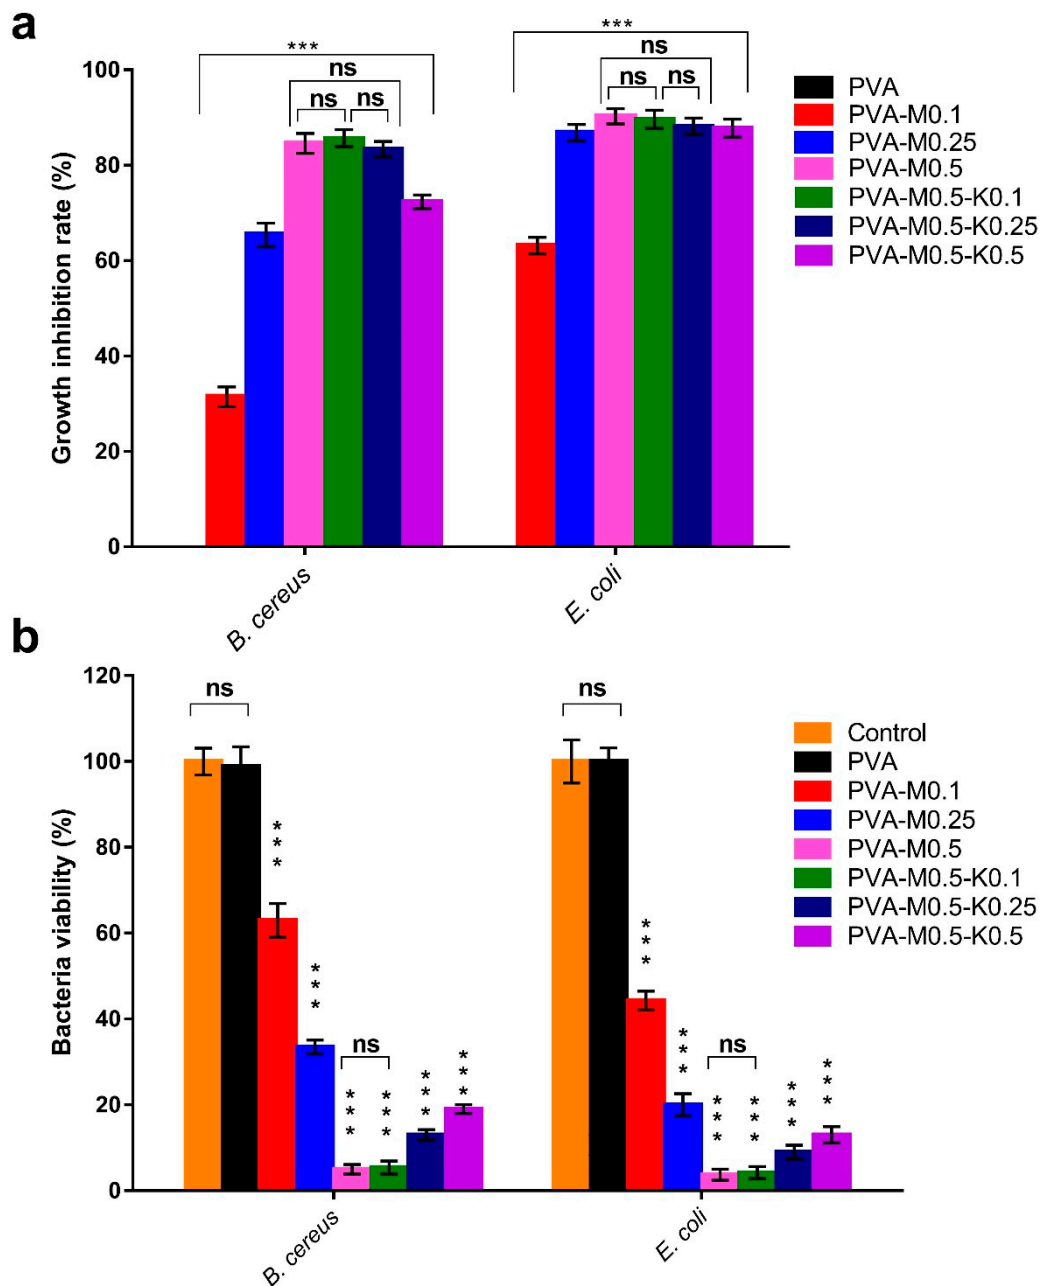 a
***
***
ns
ns
ns ns
ns ns
100
80
60
40
20
0
Growth inhibition rate (%)
B. cereus
E. coli
PVA
PVA-M0.1
PVA-M0.25
PVA-M0.5
PVA-M0.5-K0.1
PVA-M0.5-K0.25
PVA-M0.5-K0.5
b
120
100
80
60
40
20
0
Bacteria viability (%)
ns
ns
***
***
ns
***
***
***
***
***
***
ns
***
***
***
***
B. cereus
E. coli
Control
PVA
PVA-M0.1
PVA-M0.25
PVA-M0.5
PVA-M0.5-K0.1
PVA-M0.5-K0.25
PVA-M0.5-K0.5